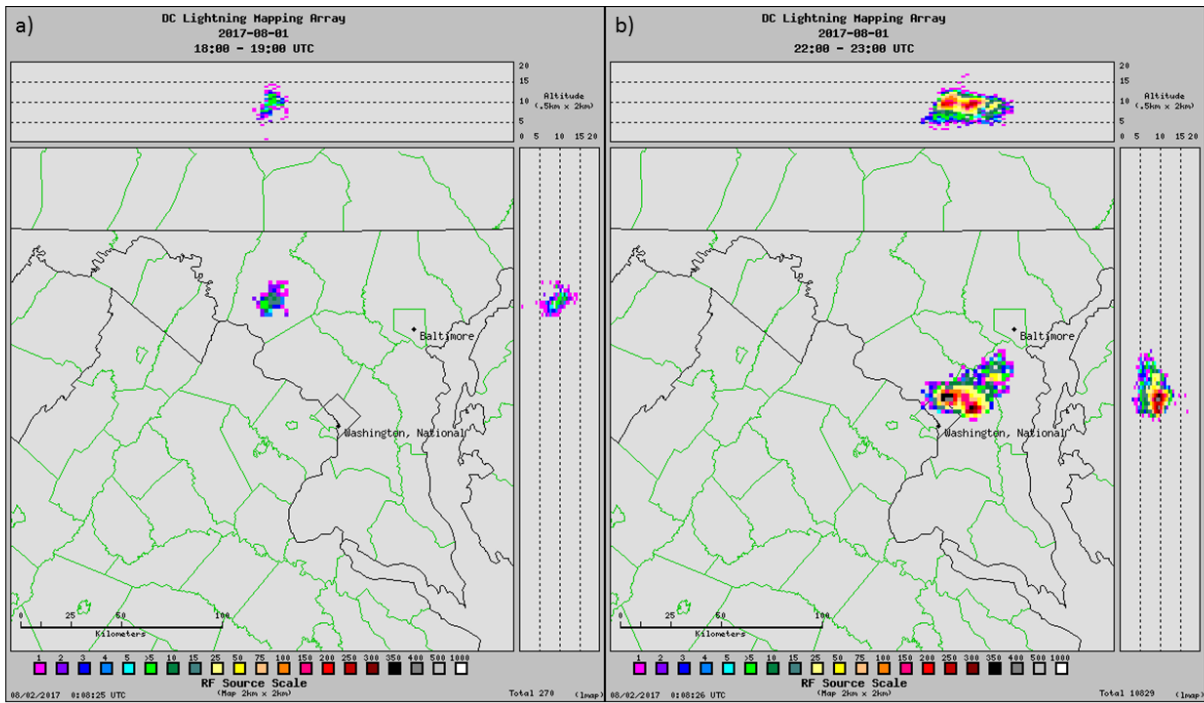 a)
DC Lightning Mapping Array
2017-08-01
18:00 - 19:00 UTC
20
15
10
5
0
Altitude
(.5km x 2km)
0 5 10 15 20
Baltimore
Washington, National
0 25 50 100
Kilometers
1 2 3 4 5 >5 10 15 25 50 75 100 150 200 250 300 350 400 500 1000
RF Source Scale
(Map 2km x 2km)
08/02/2017 0:08:25 UTC
Total 270 (lmap)
b)
DC Lightning Mapping Array
2017-08-01
22:00 - 23:00 UTC
20
15
10
5
0
Altitude
(.5km x 2km)
0 5 10 15 20
Baltimore
Washington, National
0 25 50 100
Kilometers
1 2 3 4 5 >5 10 15 25 50 75 100 150 200 250 300 350 400 500 1000
RF Source Scale
(Map 2km x 2km)
08/02/2017 0:08:26 UTC
Total 10829 (lmap)